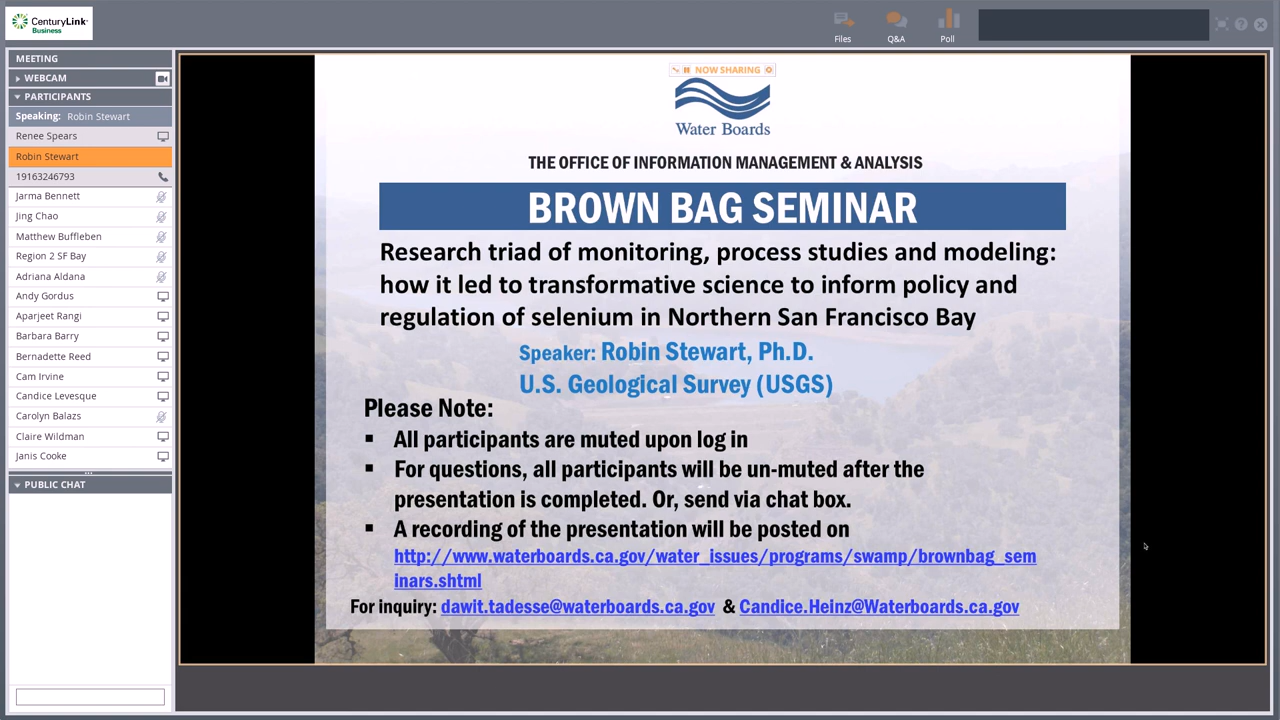 CenturyLink
Business
Files
Q&A
Poll
MEETING
WEBCAM
PARTICIPANTS
Speaking: Robin Stewart
Renee Spears
Robin Stewart
19163246793
Jarma Bennett
Jing Chao
Matthew Buffleben
Region 2 SF Bay
Adriana Aldana
Andy Gordus
Aparjeet Rangi
Barbara Barry
Bernadette Reed
Cam Irvine
Candice Levesque
Carolyn Balazs
Claire Wildman
Janis Cooke
PUBLIC CHAT
NOW SHARING
Water Boards
THE OFFICE OF INFORMATION MANAGEMENT & ANALYSIS
BROWN BAG SEMINAR
Research triad of monitoring, process studies and modeling:
how it led to transformative science to inform policy and
regulation of selenium in Northern San Francisco Bay
Speaker: Robin Stewart, Ph.D.
U.S. Geological Survey (USGS)
Please Note:
▪ All participants are muted upon log in
▪ For questions, all participants will be un-muted after the
presentation is completed. Or, send via chat box.
▪ A recording of the presentation will be posted on
http://www.waterboards.ca.gov/water_issues/programs/swamp/brownbag_sem
inars.shtml
For inquiry: dawit.tadesse@waterboards.ca.gov & Candice.Heinz@Waterboards.ca.gov